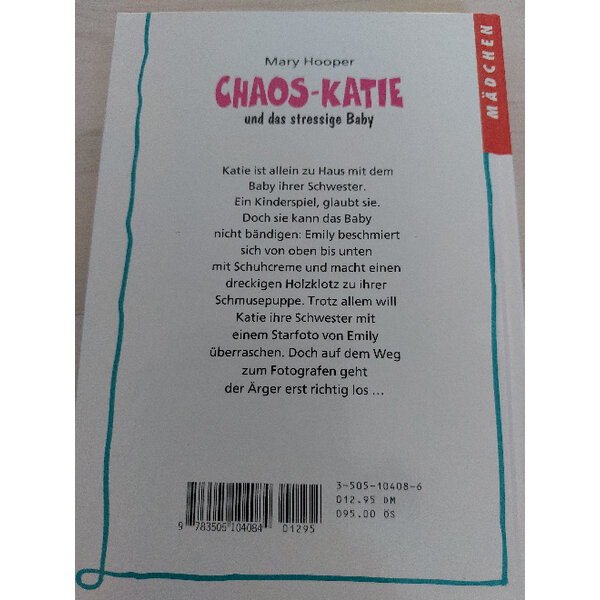 MÄDCHEN
Mary Hooper
CHAOS-KATIE
und das stressige Baby
Katie ist allein zu Haus mit dem
Baby ihrer Schwester.
Ein Kinderspiel, glaubt sie.
Doch sie kann das Baby
nicht bändigen: Emily beschmiert
sich von oben bis unten
mit Schuhcreme und macht einen
dreckigen Holzklotz zu ihrer
Schmusepuppe. Trotz allem will
Katie ihre Schwester mit
einem Starfoto von Emily
überraschen. Doch auf dem Weg
zum Fotografen geht
der Ärger erst richtig los ...
3-505-10408-6
012.95 DM
095.00 ÖS
9 783505 104084 01295